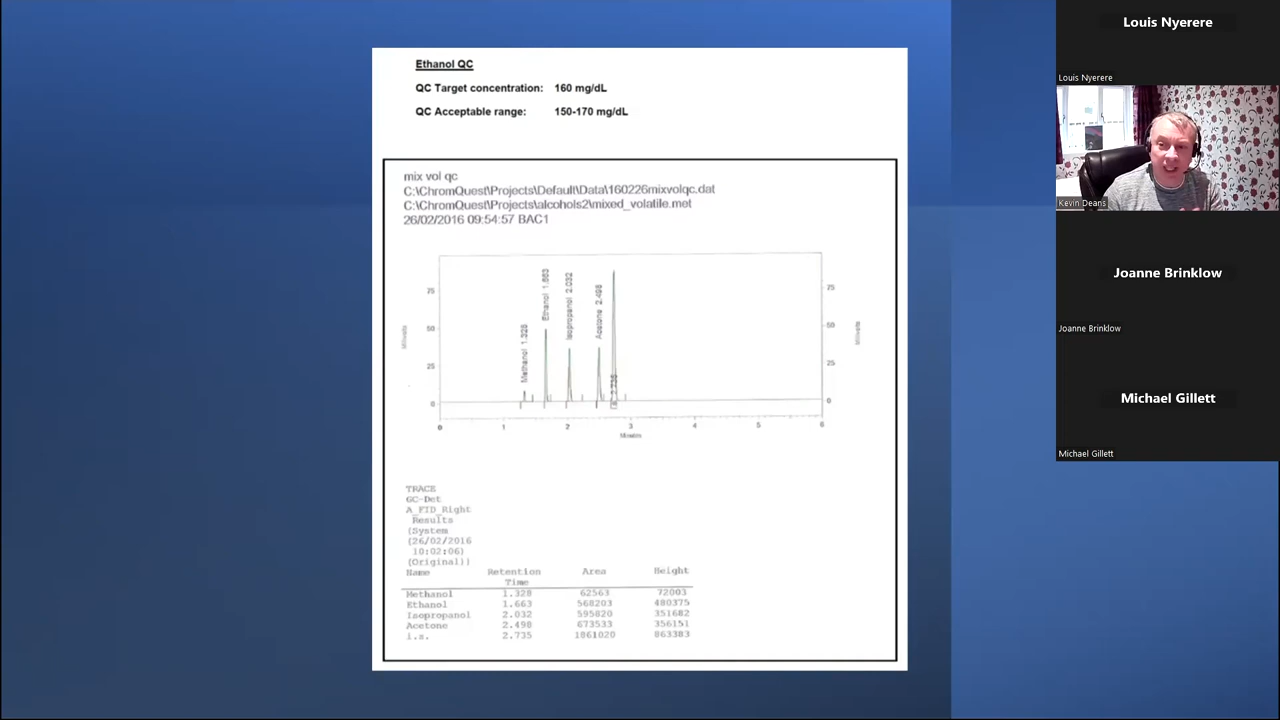 Ethanol QC
QC Target concentration: 160 mg/dL
QC Acceptable range: 150-170 mg/dL
mix vol qc
C:\ChromQuest\Projects\Default\Data\160226mixvolqc.dat
C:\ChromQuest\Projects\alcohols2\mixed_volatile.met
26/02/2016 09:54:57 BAC1
Methanol 1.328
Ethanol 1.663
Isopropanol 2.032
Acetone 2.498
2.735
75
50
25
0
Millivolts
75
50
25
0
Millivolts
0 1 2 3 4 5 6
Minutes
TRACE
GC-Det
A_FID_Right
Results
(System
(26/02/2016
10:02:06)
(Original))
Name Retention Time Area Height
Methanol 1.328 62563 72003
Ethanol 1.663 568203 480375
Isopropanol 2.032 595820 351682
Acetone 2.498 673533 356151
i.s. 2.735 1861020 863383
Louis Nyerere
Louis Nyerere
Kevin Deans
Joanne Brinklow
Joanne Brinklow
Michael Gillett
Michael Gillett